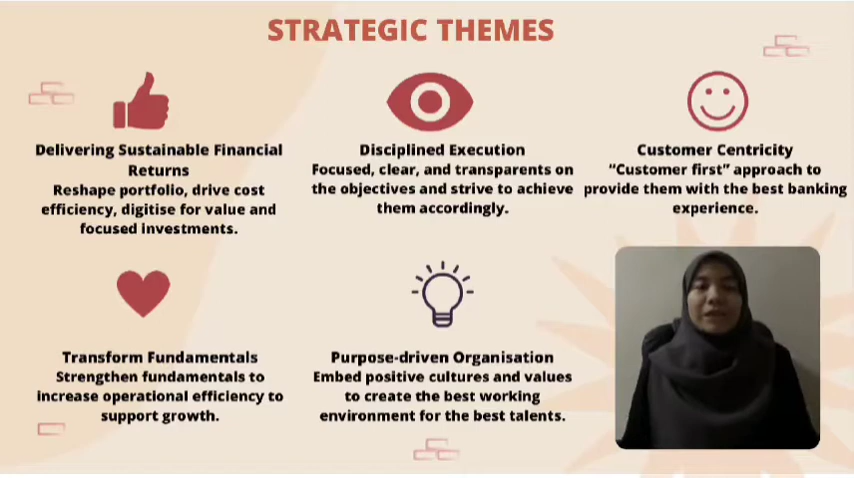 STRATEGIC THEMES
Delivering Sustainable Financial
Returns
Reshape portfolio, drive cost
efficiency, digitise for value and
focused investments.
Disciplined Execution
Focused, clear, and transparents on
the objectives and strive to achieve
them accordingly.
Customer Centricity
“Customer first” approach to
provide them with the best banking
experience.
Transform Fundamentals
Strengthen fundamentals to
increase operational efficiency to
support growth.
Purpose-driven Organisation
Embed positive cultures and values
to create the best working
environment for the best talents.